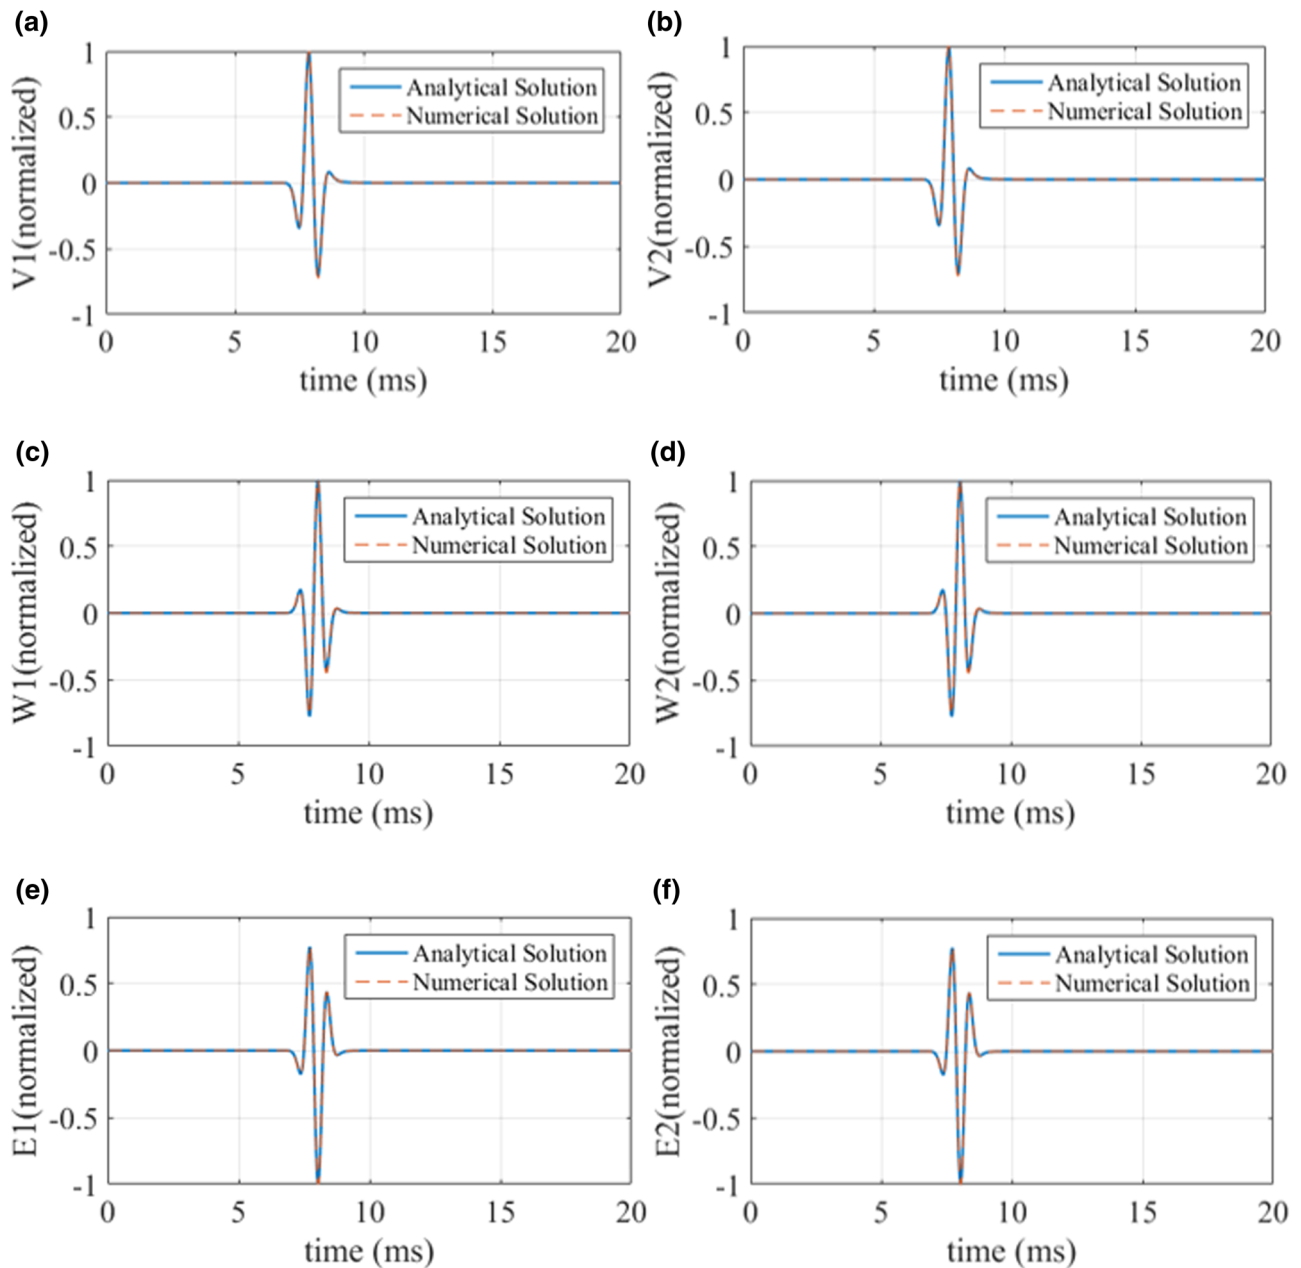 (a)
1
0.5
0
-0.5
-1
V1(normalized)
Analytical Solution
Numerical Solution
0 5 10 15 20
time (ms)
(b)
1
0.5
0
-0.5
-1
V2(normalized)
Analytical Solution
Numerical Solution
0 5 10 15 20
time (ms)
(c)
1
0.5
0
-0.5
-1
W1(normalized)
Analytical Solution
Numerical Solution
0 5 10 15 20
time (ms)
(d)
1
0.5
0
-0.5
-1
W2(normalized)
Analytical Solution
Numerical Solution
0 5 10 15 20
time (ms)
(e)
1
0.5
0
-0.5
-1
E1(normalized)
Analytical Solution
Numerical Solution
0 5 10 15 20
time (ms)
(f)
1
0.5
0
-0.5
-1
E2(normalized)
Analytical Solution
Numerical Solution
0 5 10 15 20
time (ms)